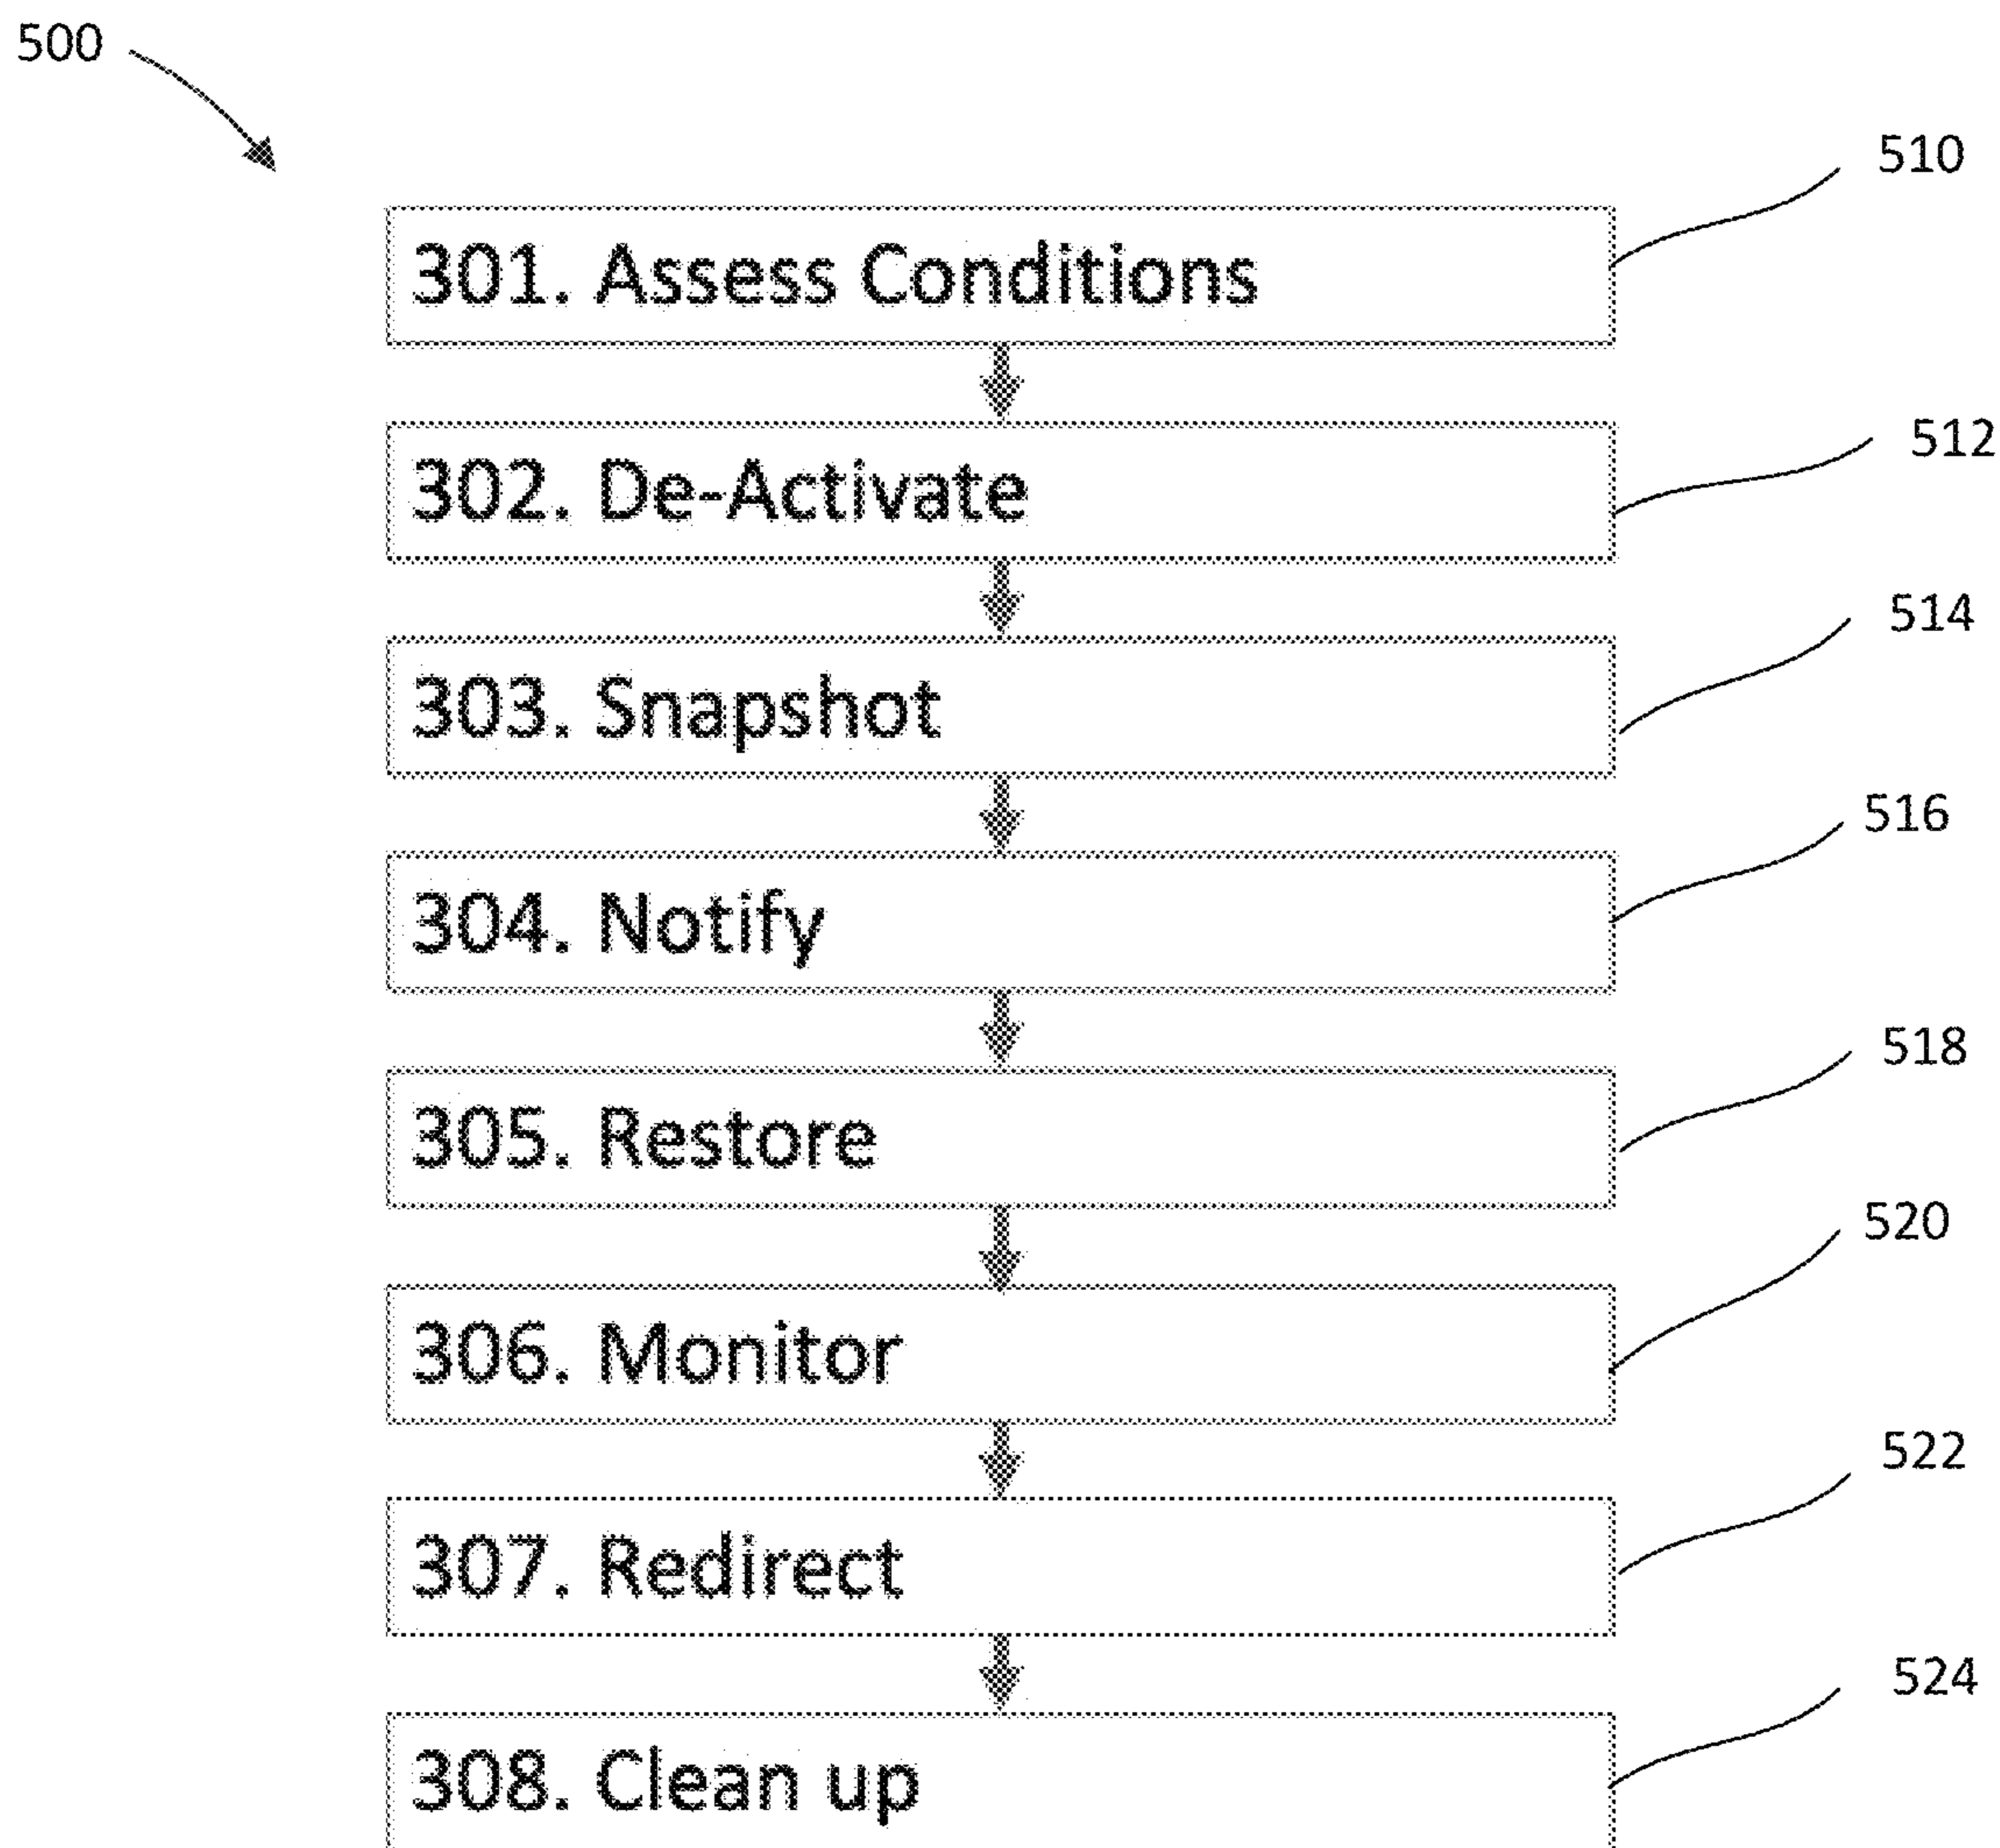 500
510
301. Assess Conditions
512
302. De-Activate
514
303. Snapshot
516
304. Notify
518
305. Restore
520
306. Monitor
522
307. Redirect
524
308. Clean up